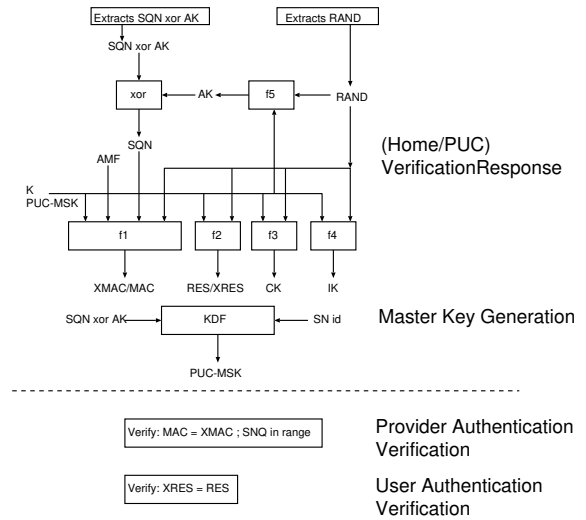 Extracts SQN xor AK
Extracts RAND
SQN xor AK
xor
AK
f5
RAND
SQN
AMF
(Home/PUC)
VerificationResponse
K
PUC-MSK
f1
f2
f3
f4
XMAC/MAC
RES/XRES
CK
IK
SQN xor AK
KDF
SN id
Master Key Generation
PUC-MSK
Verify: MAC = XMAC ; SNQ in range
Provider Authentication
Verification
Verify: XRES = RES
User Authentication
Verification